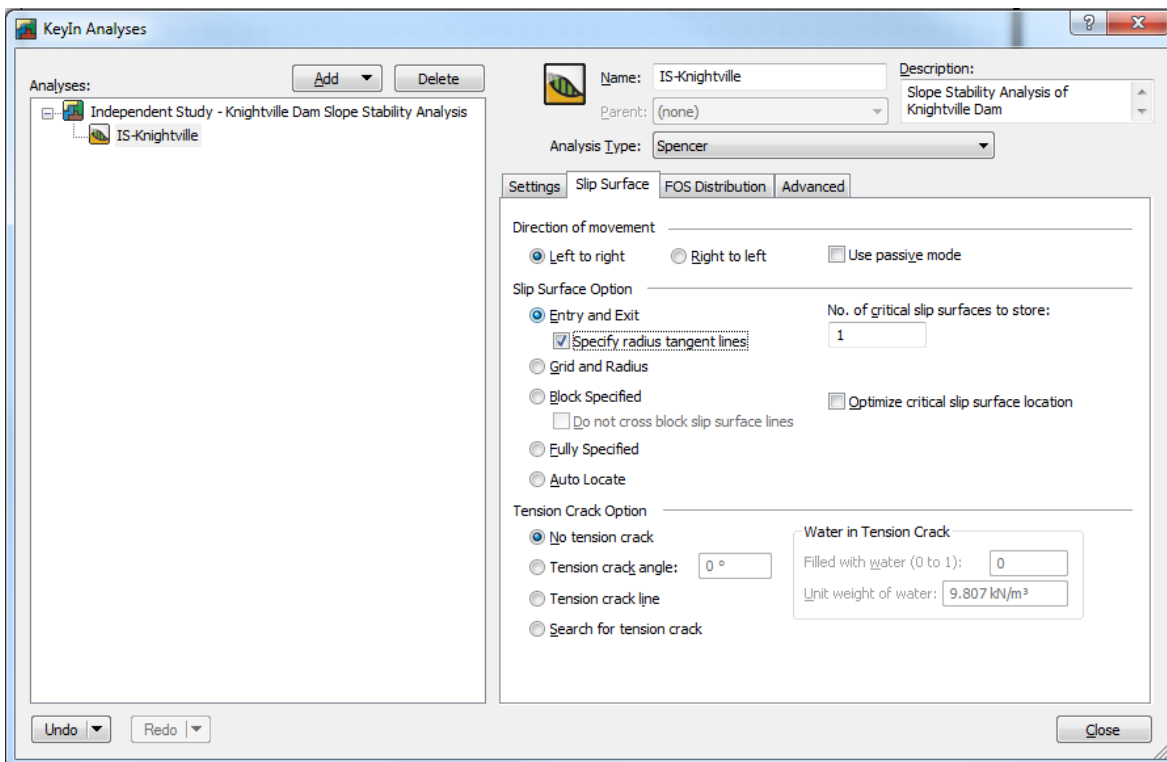 KeyIn Analyses
Analyses:
Add
Delete
Independent Study - Knightville Dam Slope Stability Analysis
IS-Knightville
Name: IS-Knightville
Parent: (none)
Description:
Slope Stability Analysis of
Knightville Dam
Analysis Type: Spencer
Settings Slip Surface FOS Distribution Advanced
Direction of movement
Left to right Right to left Use passive mode
Slip Surface Option
Entry and Exit No. of critical slip surfaces to store:
Specify radius tangent lines 1
Grid and Radius
Block Specified Optimize critical slip surface location
Do not cross block slip surface lines
Fully Specified
Auto Locate
Tension Crack Option
No tension crack Water in Tension Crack
Tension crack angle: 0 ° Filled with water (0 to 1): 0
Tension crack line Unit weight of water: 9.807 kN/m³
Search for tension crack
Undo Redo Close